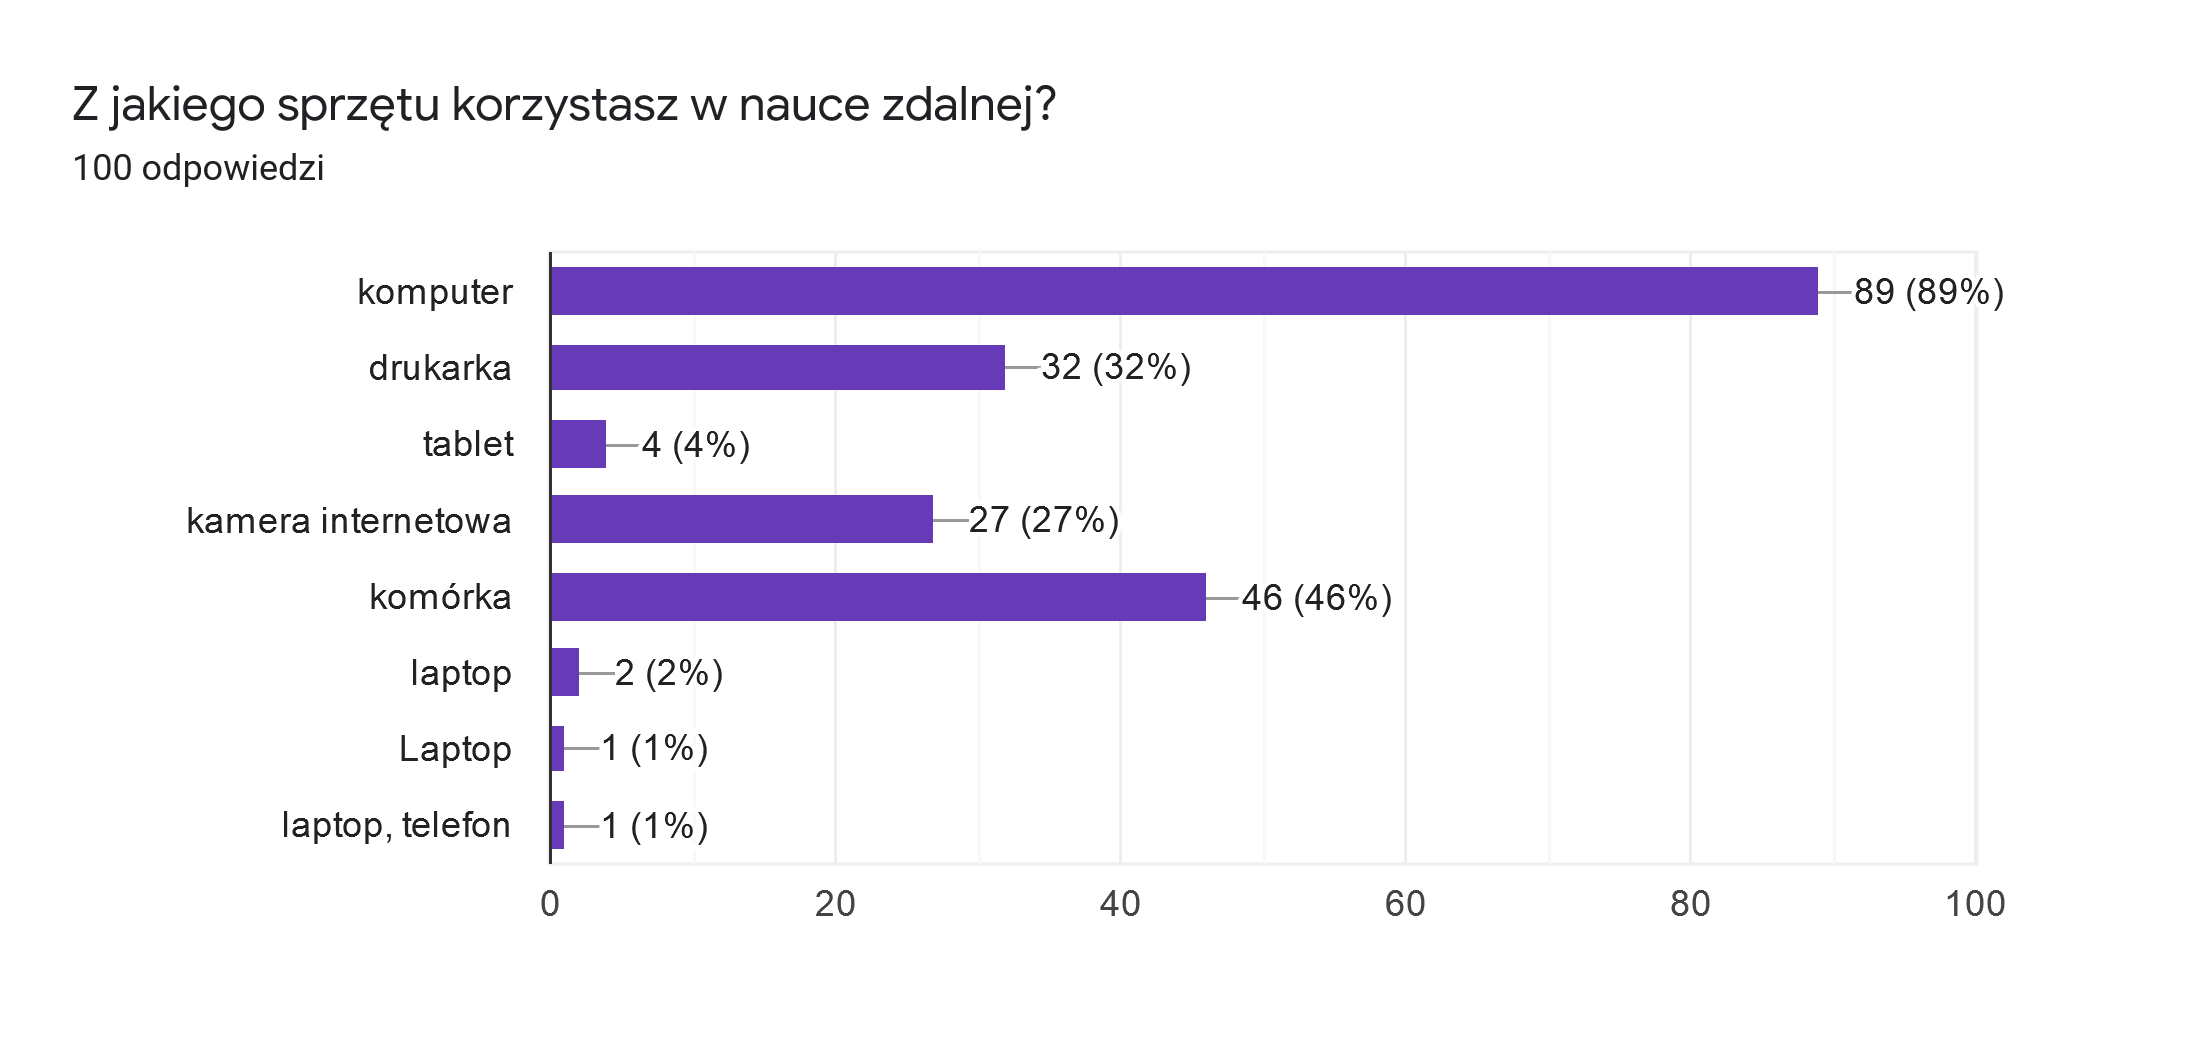 Z jakiego sprzętu korzystasz w nauce zdalnej?
100 odpowiedzi
komputer 89 (89%)
drukarka 32 (32%)
tablet 4 (4%)
kamera internetowa 27 (27%)
komórka 46 (46%)
laptop 2 (2%)
Laptop 1 (1%)
laptop, telefon 1 (1%)
0 20 40 60 80 100